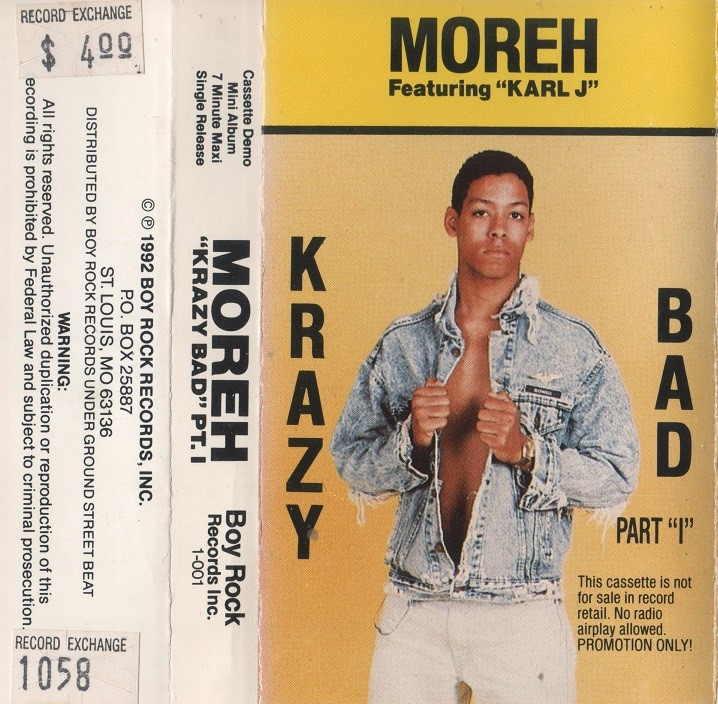 RECORD EXCHANGE
$ 4.00
All rights reserved. Unauthorized duplication or reproduction of this
ecording is prohibited by Federal Law and subject to criminal prosecution.
WARNING:
DISTRIBUTED BY BOY ROCK RECORDS UNDER GROUND STREET BEAT
ST. LOUIS, MO 63136
P.O. BOX 25887
© ℗ 1992 BOY ROCK RECORDS, INC.
RECORD EXCHANGE
1058
Cassette Demo
Mini Album
7 Minute Maxi
Single Release
MOREH
"KRAZY BAD" PT. I
Boy Rock
Records Inc.
1-001
MOREH
Featuring "KARL J"
KRAZY
BAD
PART "I"
This cassette is not
for sale in record
retail. No radio
airplay allowed.
PROMOTION ONLY!